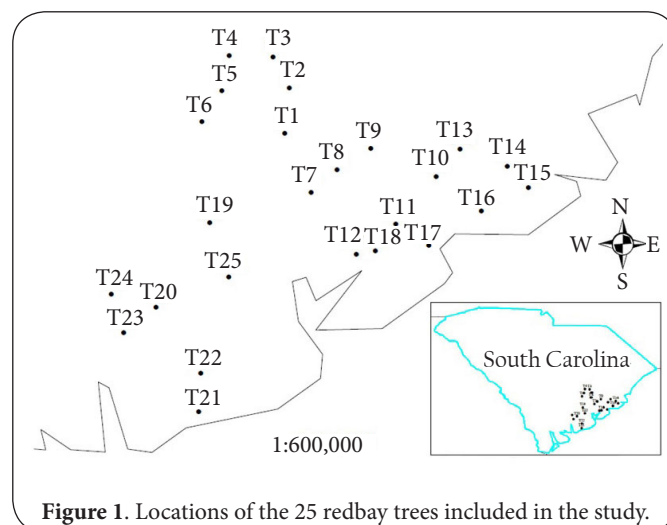 T4 T3
T5 T2
T6
T1
T9 T13
T8 T10 T14
T7 T15
T19 T11 T16
T12 T18 T17
N
W E
S
T25
T24 T20
T23
South Carolina
T22
T21
1:600,000
Figure 1. Locations of the 25 redbay trees included in the study.